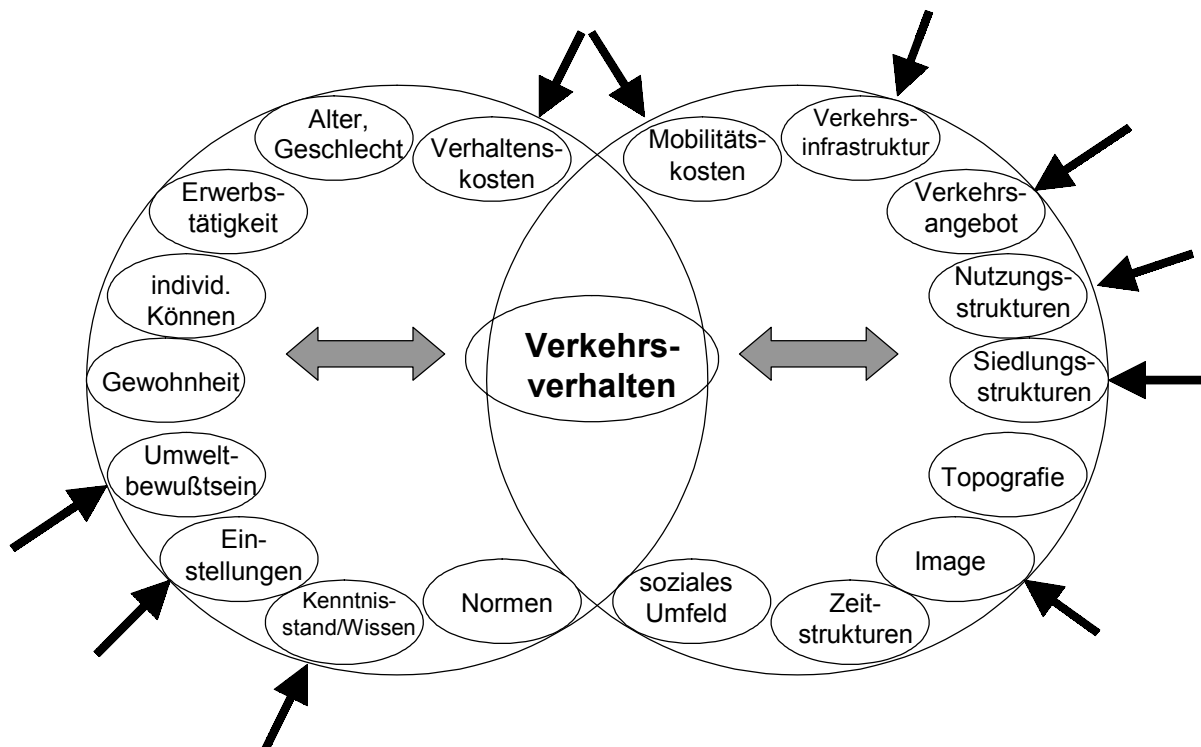 Alter,
Geschlecht
Verhaltens-
kosten
Mobilitäts-
kosten
Verkehrs-
infrastruktur
Erwerbs-
tätigkeit
Verkehrs-
angebot
individ.
Können
Nutzungs-
strukturen
Gewohnheit
Verkehrs-
verhalten
Siedlungs-
strukturen
Umwelt-
bewußtsein
Topografie
Ein-
stellungen
Image
Kenntnis-
stand/Wissen
Normen
soziales
Umfeld
Zeit-
strukturen